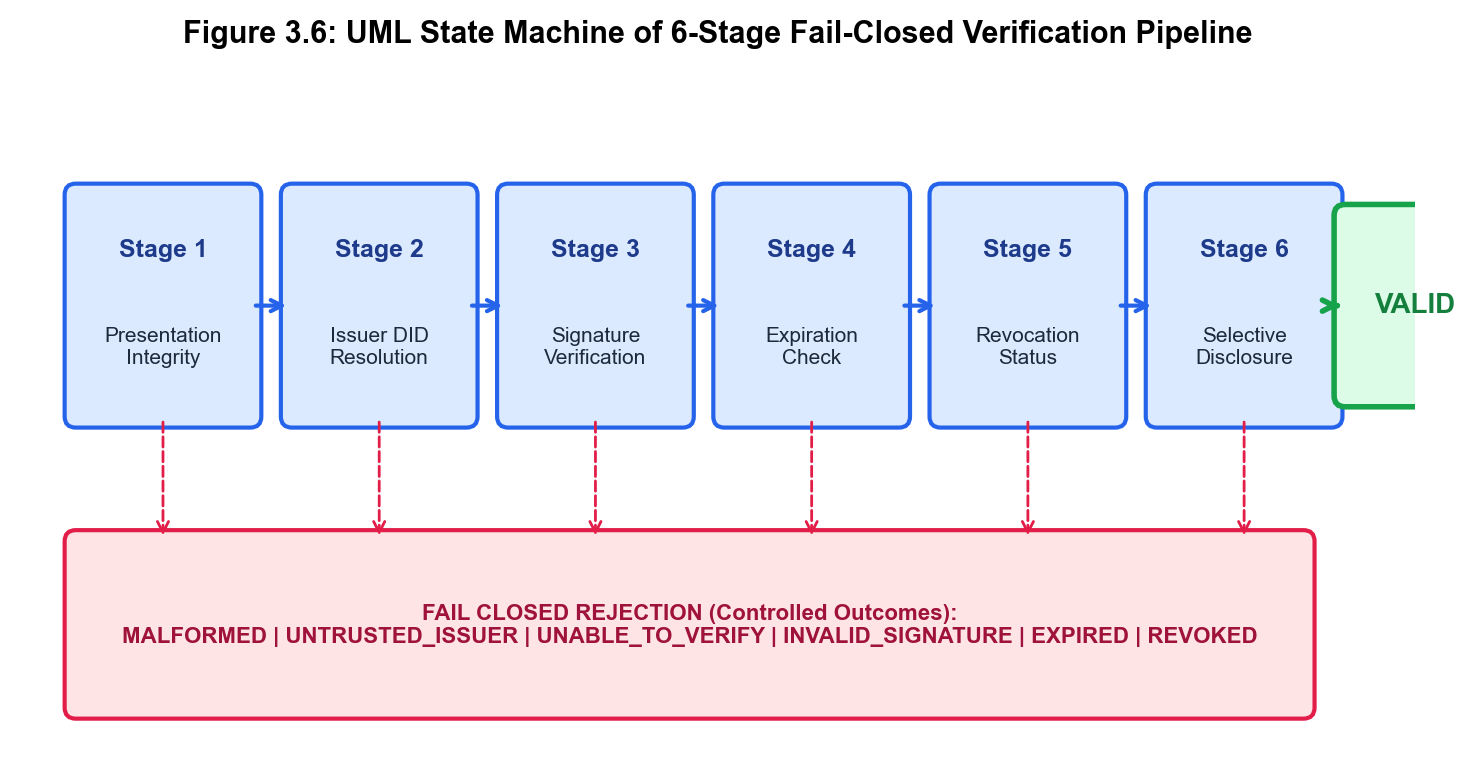 Figure 3.6: UML State Machine of 6-Stage Fail-Closed Verification Pipeline
Stage 1
Presentation
Integrity
Stage 2
Issuer DID
Resolution
Stage 3
Signature
Verification
Stage 4
Expiration
Check
Stage 5
Revocation
Status
Stage 6
Selective
Disclosure
VALID
FAIL CLOSED REJECTION (Controlled Outcomes):
MALFORMED | UNTRUSTED_ISSUER | UNABLE_TO_VERIFY | INVALID_SIGNATURE | EXPIRED | REVOKED